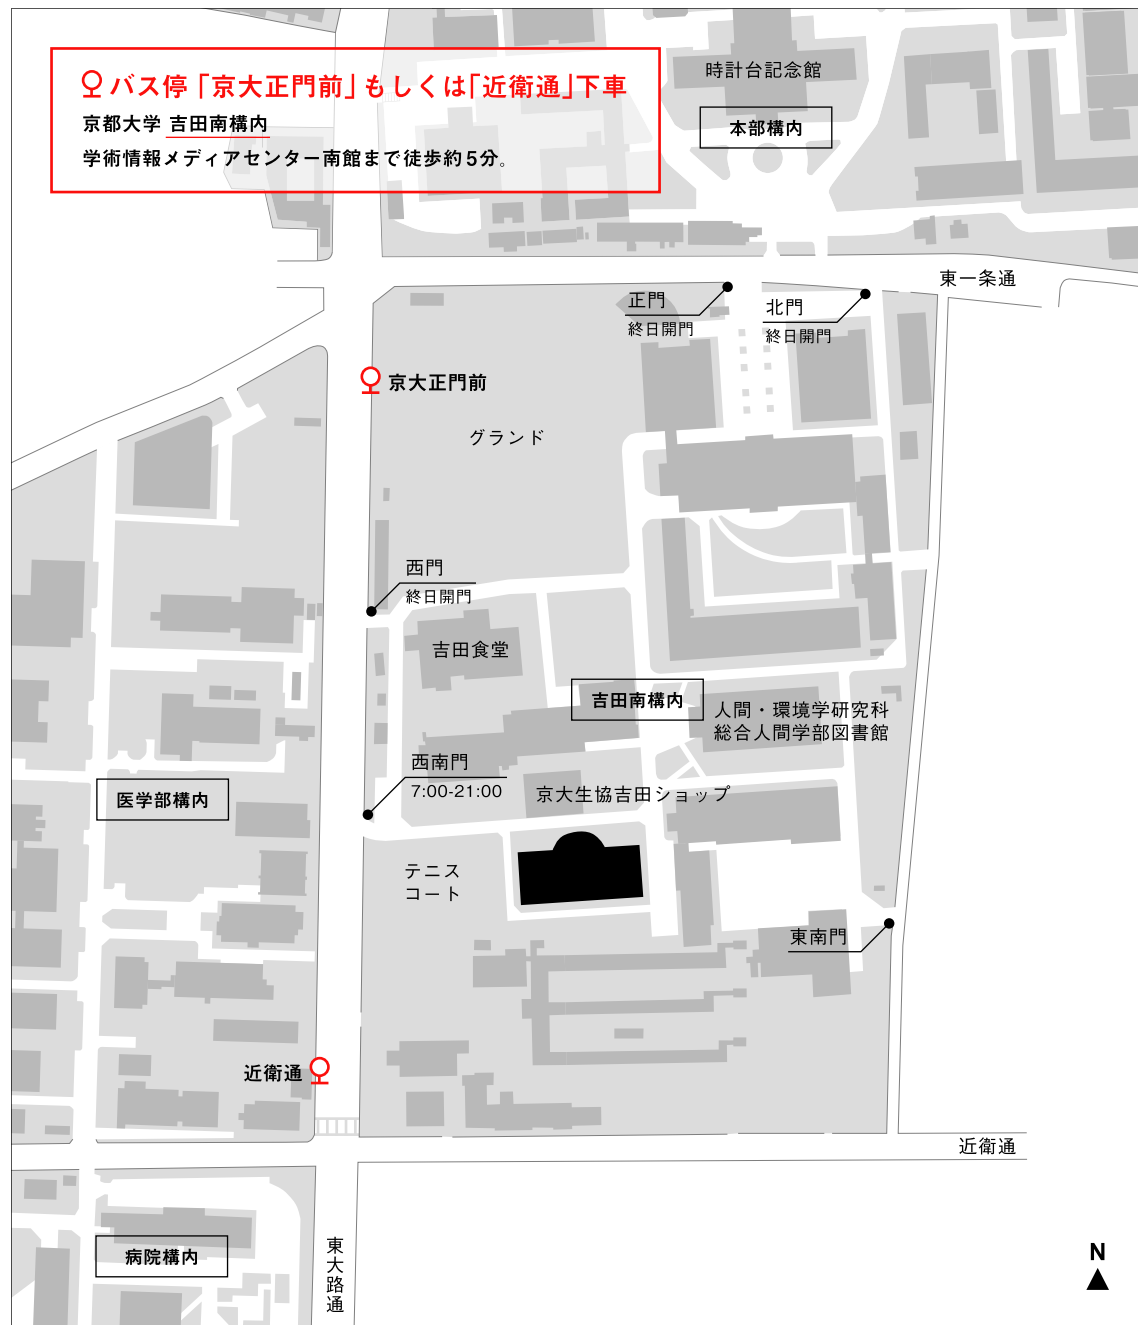 バス停「京大正門前」もしくは「近衛通」下車
京都大学 吉田南構内
学術情報メディアセンター南館まで徒歩約5分。
時計台記念館
本部構内
東一条通
正門
終日開門
北門
終日開門
京大正門前
グランド
西門
終日開門
吉田食堂
吉田南構内
人間・環境学研究科
総合人間学部図書館
西南門
7:00-21:00
京大生協吉田ショップ
医学部構内
テニス
コート
東南門
近衛通
近衛通
病院構内
東大路通
N